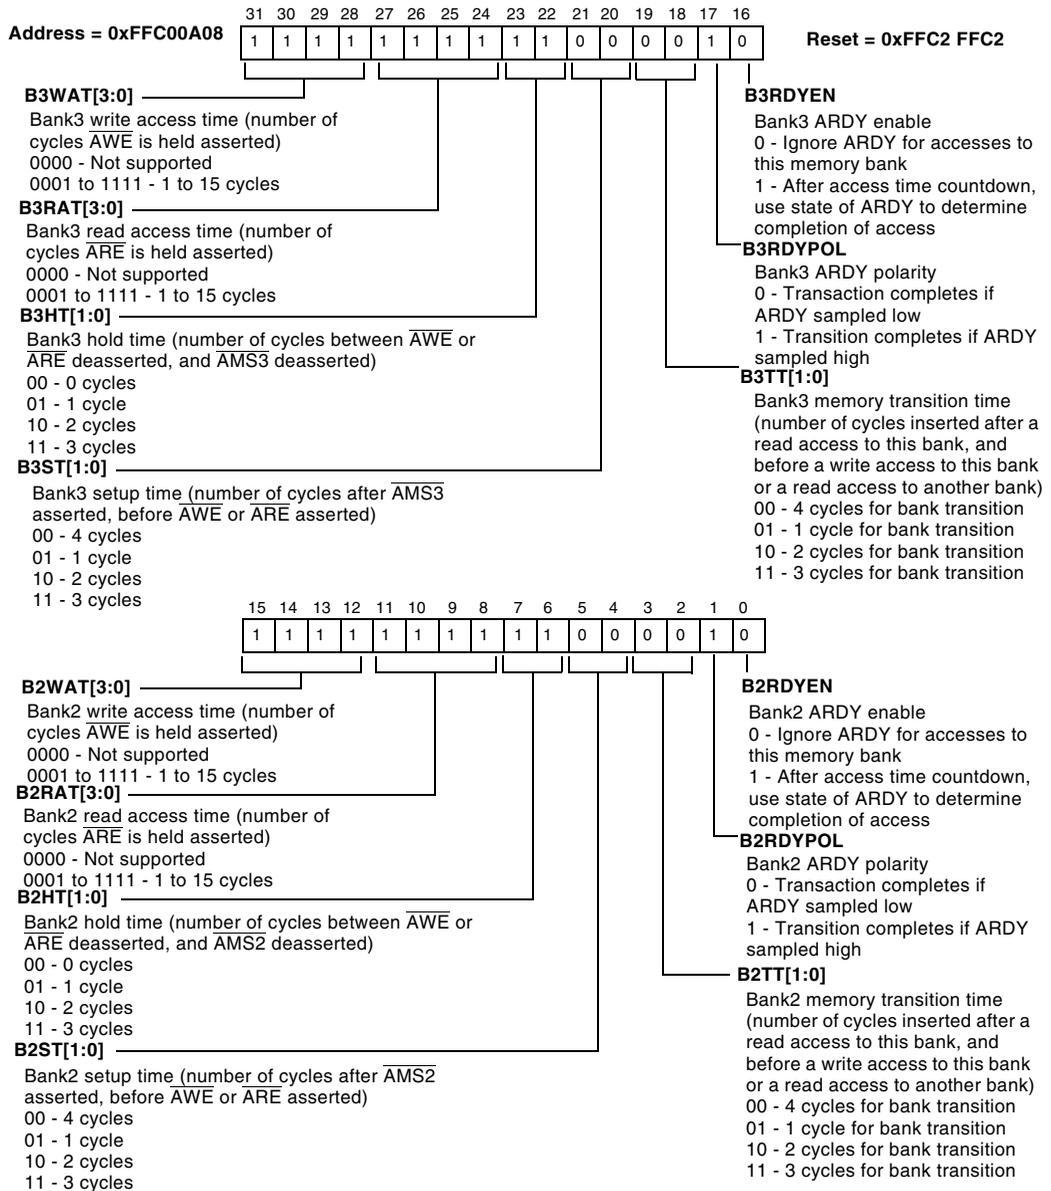 Address = 0xFFC00A08
31 30 29 28 27 26 25 24 23 22 21 20 19 18 17 16
1 1 1 1 1 1 1 1 1 1 0 0 0 0 1 0
Reset = 0xFFC2 FFC2
B3WAT[3:0]
Bank3 write access time (number of
cycles AWE is held asserted)
0000 - Not supported
0001 to 1111 - 1 to 15 cycles
B3RAT[3:0]
Bank3 read access time (number of
cycles ARE is held asserted)
0000 - Not supported
0001 to 1111 - 1 to 15 cycles
B3HT[1:0]
Bank3 hold time (number of cycles between AWE or
ARE deasserted, and AMS3 deasserted)
00 - 0 cycles
01 - 1 cycle
10 - 2 cycles
11 - 3 cycles
B3ST[1:0]
Bank3 setup time (number of cycles after AMS3
asserted, before AWE or ARE asserted)
00 - 4 cycles
01 - 1 cycle
10 - 2 cycles
11 - 3 cycles
B3RDYEN
Bank3 ARDY enable
0 - Ignore ARDY for accesses to
this memory bank
1 - After access time countdown,
use state of ARDY to determine
completion of access
B3RDYPOL
Bank3 ARDY polarity
0 - Transaction completes if
ARDY sampled low
1 - Transition completes if ARDY
sampled high
B3TT[1:0]
Bank3 memory transition time
(number of cycles inserted after a
read access to this bank, and
before a write access to this bank
or a read access to another bank)
00 - 4 cycles for bank transition
01 - 1 cycle for bank transition
10 - 2 cycles for bank transition
11 - 3 cycles for bank transition
15 14 13 12 11 10 9 8 7 6 5 4 3 2 1 0
1 1 1 1 1 1 1 1 1 1 0 0 0 0 1 0
B2WAT[3:0]
Bank2 write access time (number of
cycles AWE is held asserted)
0000 - Not supported
0001 to 1111 - 1 to 15 cycles
B2RAT[3:0]
Bank2 read access time (number of
cycles ARE is held asserted)
0000 - Not supported
0001 to 1111 - 1 to 15 cycles
B2HT[1:0]
Bank2 hold time (number of cycles between AWE or
ARE deasserted, and AMS2 deasserted)
00 - 0 cycles
01 - 1 cycle
10 - 2 cycles
11 - 3 cycles
B2ST[1:0]
Bank2 setup time (number of cycles after AMS2
asserted, before AWE or ARE asserted)
00 - 4 cycles
01 - 1 cycle
10 - 2 cycles
11 - 3 cycles
B2RDYEN
Bank2 ARDY enable
0 - Ignore ARDY for accesses to
this memory bank
1 - After access time countdown,
use state of ARDY to determine
completion of access
B2RDYPOL
Bank2 ARDY polarity
0 - Transaction completes if
ARDY sampled low
1 - Transition completes if ARDY
sampled high
B2TT[1:0]
Bank2 memory transition time
(number of cycles inserted after a
read access to this bank, and
before a write access to this bank
or a read access to another bank)
00 - 4 cycles for bank transition
01 - 1 cycle for bank transition
10 - 2 cycles for bank transition
11 - 3 cycles for bank transition